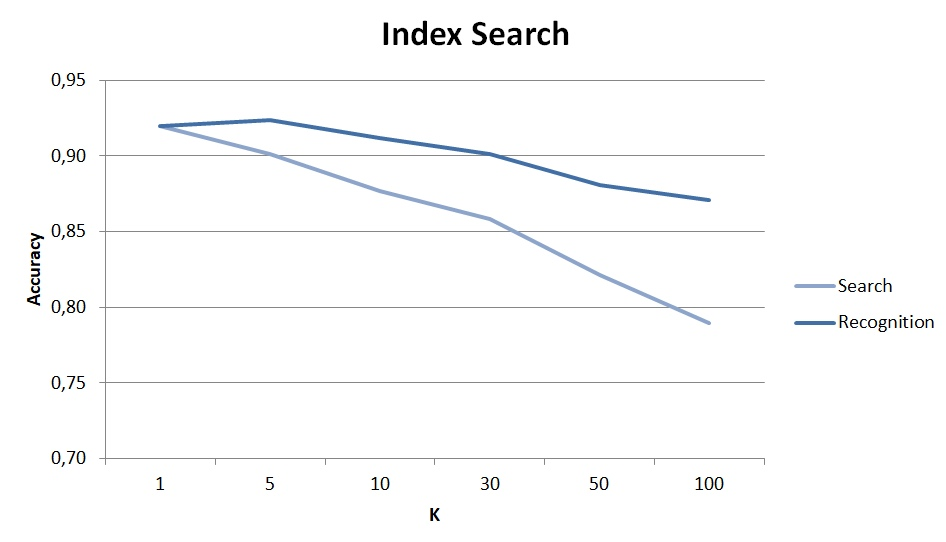 Index Search
0,95
0,90
0,85
0,80
0,75
0,70
Accuracy
1 5 10 30 50 100
K
Search
Recognition